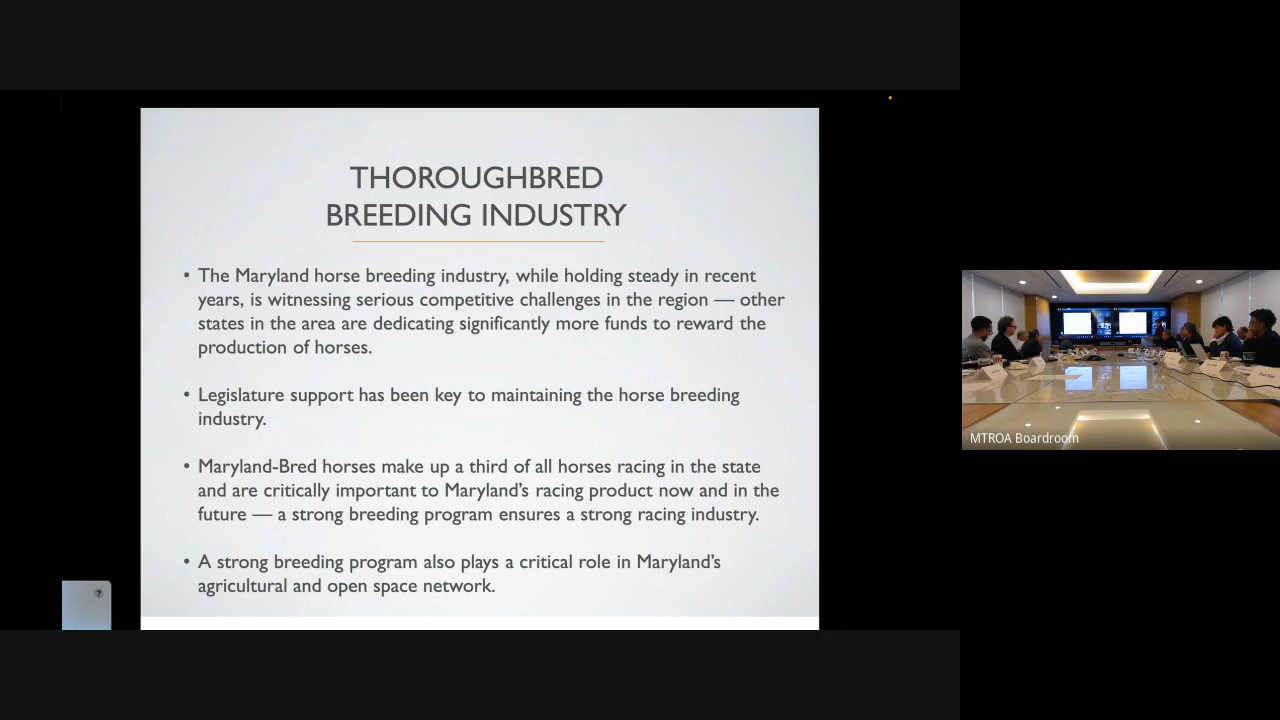 THOROUGHBRED
BREEDING INDUSTRY
• The Maryland horse breeding industry, while holding steady in recent
years, is witnessing serious competitive challenges in the region — other
states in the area are dedicating significantly more funds to reward the
production of horses.
• Legislature support has been key to maintaining the horse breeding
industry.
• Maryland-Bred horses make up a third of all horses racing in the state
and are critically important to Maryland’s racing product now and in the
future — a strong breeding program ensures a strong racing industry.
• A strong breeding program also plays a critical role in Maryland’s
agricultural and open space network.
?
MTROA Boardroom